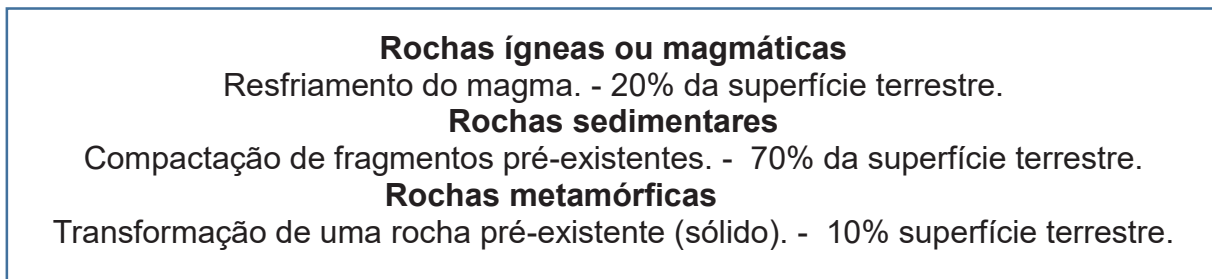 Rochas ígneas ou magmáticas
Resfriamento do magma. - 20% da superfície terrestre.
Rochas sedimentares
Compactação de fragmentos pré-existentes. - 70% da superfície terrestre.
Rochas metamórficas
Transformação de uma rocha pré-existente (sólido). - 10% superfície terrestre.